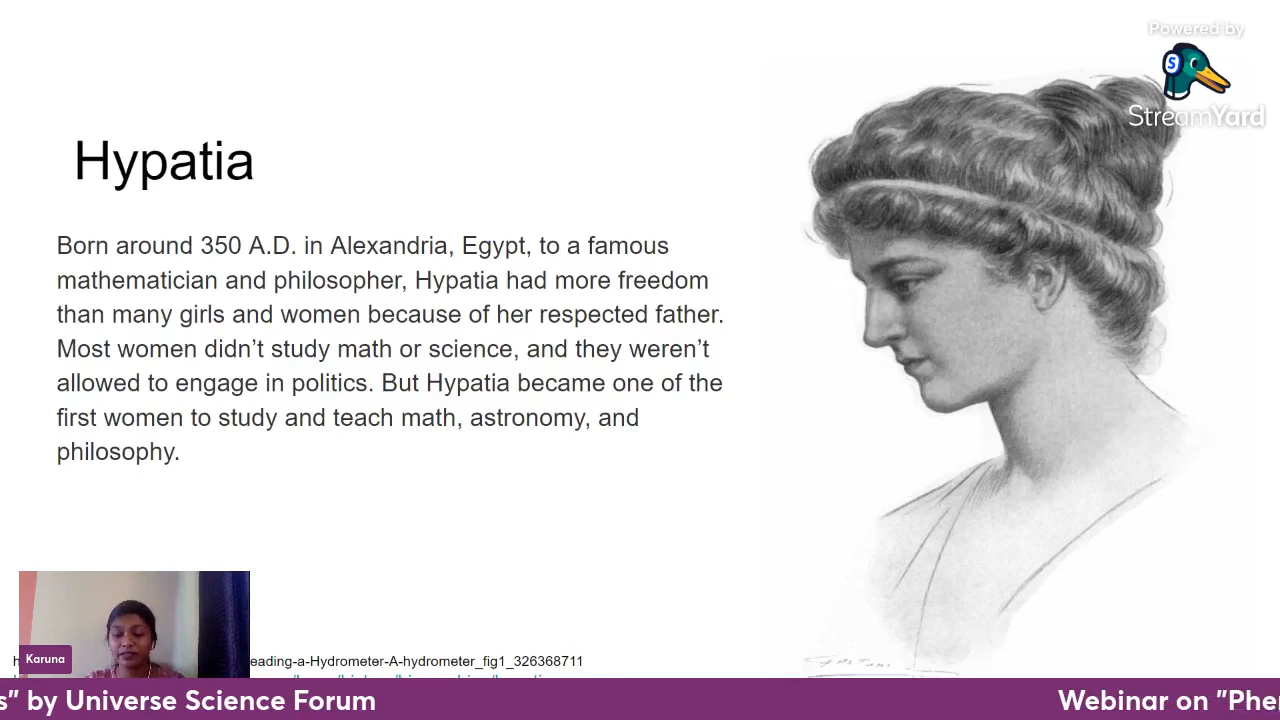 Powered by
S
StreamYard
Hypatia
Born around 350 A.D. in Alexandria, Egypt, to a famous
mathematician and philosopher, Hypatia had more freedom
than many girls and women because of her respected father.
Most women didn’t study math or science, and they weren’t
allowed to engage in politics. But Hypatia became one of the
first women to study and teach math, astronomy, and
philosophy.
Karuna
eading-a-Hydrometer-A-hydrometer_fig1_326368711
s" by Universe Science Forum
Webinar on "Pher